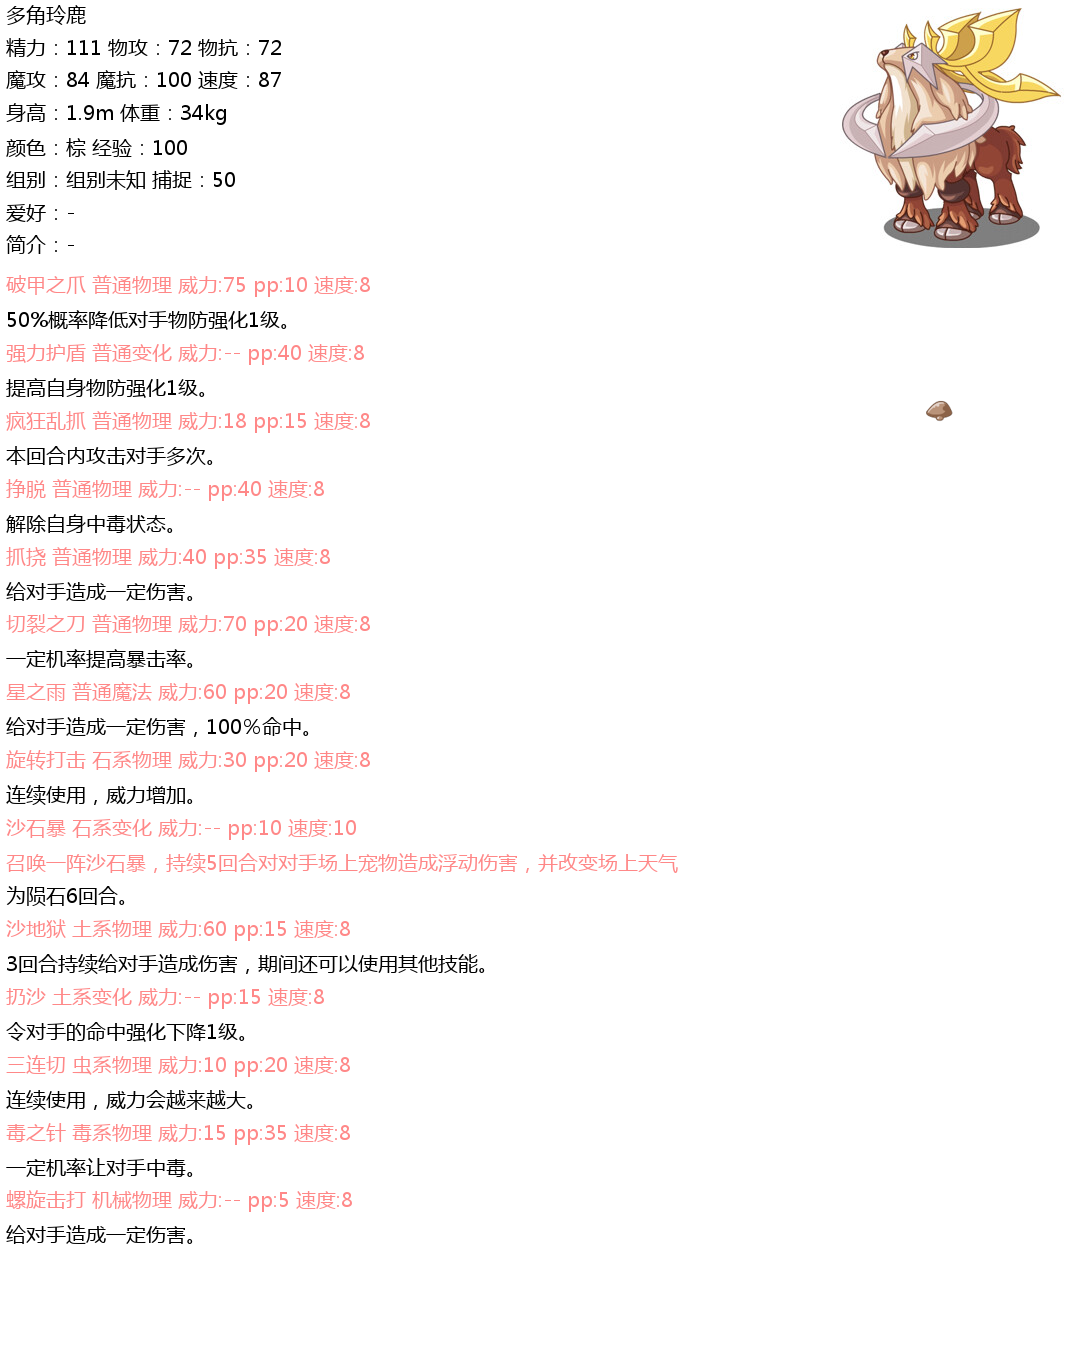 多角玲鹿
精力：111 物攻：72 物抗：72
魔攻：84 魔抗：100 速度：87
身高：1.9m 体重：34kg
颜色：棕 经验：100
组别：组别未知 捕捉：50
爱好：-
简介：-
破甲之爪 普通物理 威力:75 pp:10 速度:8
50%概率降低对手物防强化1级。
强力护盾 普通变化 威力:-- pp:40 速度:8
提高自身物防强化1级。
疯狂乱抓 普通物理 威力:18 pp:15 速度:8
本回合内攻击对手多次。
挣脱 普通物理 威力:-- pp:40 速度:8
解除自身中毒状态。
抓挠 普通物理 威力:40 pp:35 速度:8
给对手造成一定伤害。
切裂之刀 普通物理 威力:70 pp:20 速度:8
一定机率提高暴击率。
星之雨 普通魔法 威力:60 pp:20 速度:8
给对手造成一定伤害，100%命中。
旋转打击 石系物理 威力:30 pp:20 速度:8
连续使用，威力增加。
沙石暴 石系变化 威力:-- pp:10 速度:10
召唤一阵沙石暴，持续5回合对对手场上宠物造成浮动伤害，并改变场上天气
为陨石6回合。
沙地狱 土系物理 威力:60 pp:15 速度:8
3回合持续给对手造成伤害，期间还可以使用其他技能。
扔沙 土系变化 威力:-- pp:15 速度:8
令对手的命中强化下降1级。
三连切 虫系物理 威力:10 pp:20 速度:8
连续使用，威力会越来越大。
毒之针 毒系物理 威力:15 pp:35 速度:8
一定机率让对手中毒。
螺旋击打 机械物理 威力:-- pp:5 速度:8
给对手造成一定伤害。